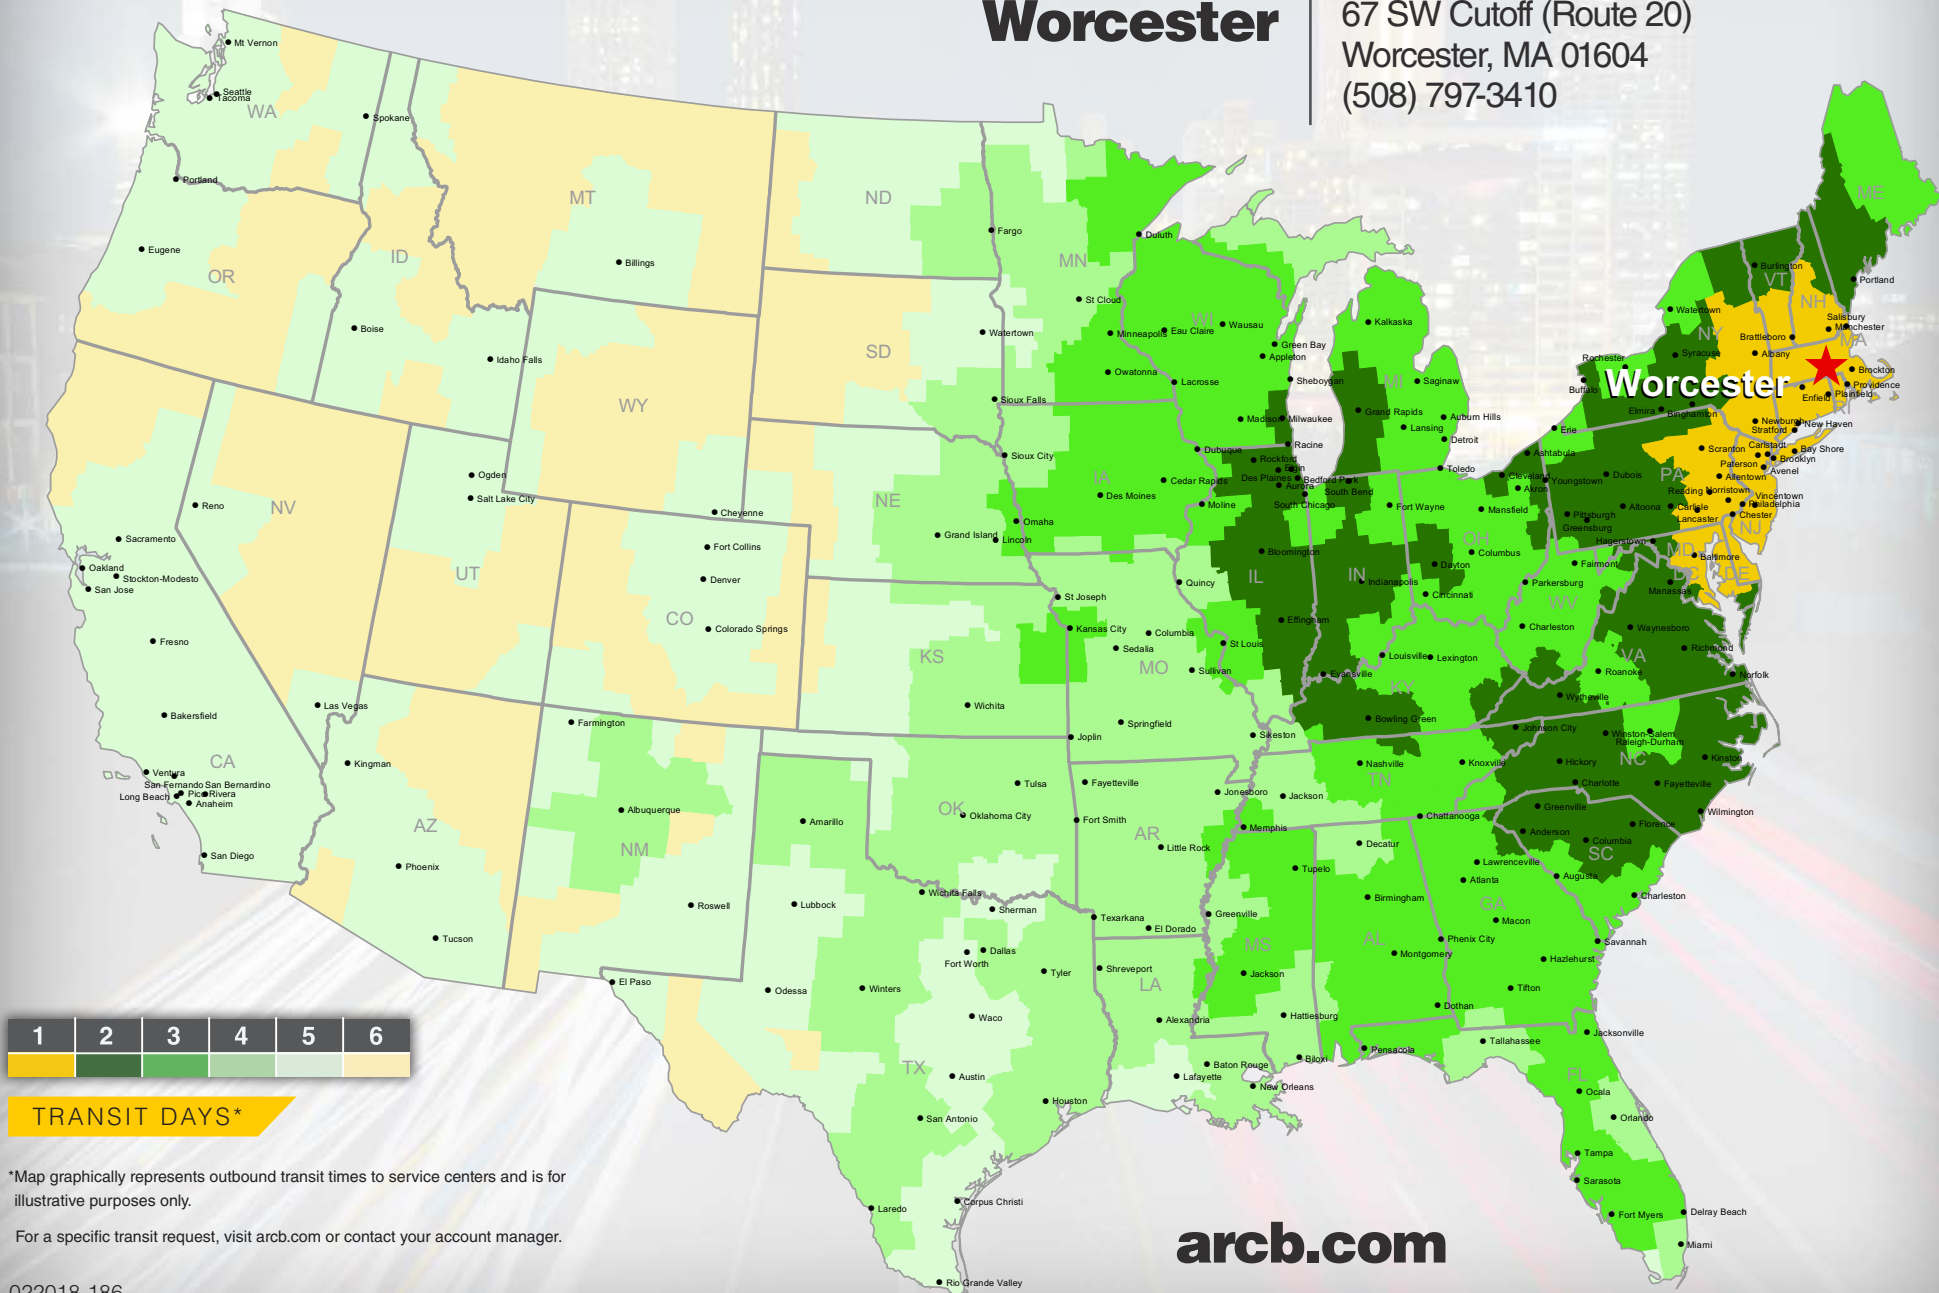 Worcester
67 SW Cutoff (Route 20)
Worcester, MA 01604
(508) 797-3410
Mt Vernon
Seattle
Tacoma
WA
Spokane
Portland
Eugene
OR
ID
Boise
Idaho Falls
MT
Billings
ND
Fargo
MN
Duluth
St Cloud
Minneapolis
Owatonna
SD
Watertown
Sioux Falls
WY
Cheyenne
WI
Eau Claire
Wausau
Green Bay
Appleton
Sheboygan
Lacrosse
Madison
Milwaukee
Racine
MI
Kalkaska
Saginaw
Grand Rapids
Lansing
Auburn Hills
Detroit
ME
Portland
VT
Burlington
NH
Salisbury
Manchester
MA
Brattleboro
Albany
Worcester
Brockton
Providence
Plainfield
RI
Enfield
NY
Watertown
Syracuse
Rochester
Buffalo
Elmira
Binghamton
Newburgh
New Haven
Stratford
Carlstadt
Bay Shore
Brooklyn
Paterson
Avenel
Erie
Scranton
Allentown
PA
Dubois
Reading
Norristown
Vincentown
Philadelphia
Altoona
Carlisle
Lancaster
Chester
NJ
Pittsburgh
Greensburg
Hagerstown
MD
Baltimore
DC
DE
Manassas
Ashtabula
Cleveland
Akron
Youngstown
Toledo
Mansfield
OH
Columbus
Dayton
Cincinnati
Fairmont
Parkersburg
WV
Charleston
Waynesboro
VA
Richmond
Roanoke
Norfolk
Wytheville
Dubuque
Rockford
Elgin
Des Plaines
Bedford Park
Aurora
South Chicago
South Bend
Fort Wayne
Moline
Bloomington
IL
IN
Indianapolis
Effingham
Quincy
Evansville
Louisville
Lexington
KY
Bowling Green
Sioux City
IA
Cedar Rapids
Des Moines
Omaha
Lincoln
Grand Island
NE
Ogden
Salt Lake City
UT
Reno
NV
Sacramento
Oakland
Stockton-Modesto
San Jose
Fresno
Bakersfield
Las Vegas
CA
Ventura
San Fernando
San Bernardino
Long Beach
Pico Rivera
Anaheim
San Diego
Fort Collins
Denver
CO
Colorado Springs
KS
Wichita
St Joseph
Kansas City
Columbia
Sedalia
MO
St Louis
Sullivan
Springfield
Joplin
Sikeston
Farmington
Kingman
AZ
Phoenix
Tucson
Albuquerque
NM
Roswell
El Paso
Amarillo
Lubbock
Odessa
Winters
Wichita Falls
OK
Oklahoma City
Tulsa
Fayetteville
Fort Smith
AR
Little Rock
Jonesboro
Texarkana
El Dorado
Sherman
Dallas
Fort Worth
Tyler
Waco
TX
Austin
San Antonio
Houston
Laredo
Corpus Christi
Rio Grande Valley
Shreveport
LA
Alexandria
Baton Rouge
Lafayette
New Orleans
Nashville
TN
Knoxville
Jackson
Memphis
Chattanooga
Johnson City
Winston-Salem
Raleigh-Durham
NC
Kinston
Hickory
Charlotte
Fayetteville
Wilmington
Greenville
Anderson
Florence
Columbia
SC
Charleston
Tupelo
Greenville
MS
Jackson
Hattiesburg
Biloxi
Decatur
Birmingham
AL
Montgomery
Dothan
Pensacola
Lawrenceville
Atlanta
Augusta
GA
Macon
Phenix City
Savannah
Hazlehurst
Tifton
Tallahassee
Jacksonville
FL
Ocala
Orlando
Tampa
Sarasota
Fort Myers
Delray Beach
Miami
1 2 3 4 5 6
TRANSIT DAYS*
*Map graphically represents outbound transit times to service centers and is for
illustrative purposes only.
For a specific transit request, visit arcb.com or contact your account manager.
arcb.com
022018-186